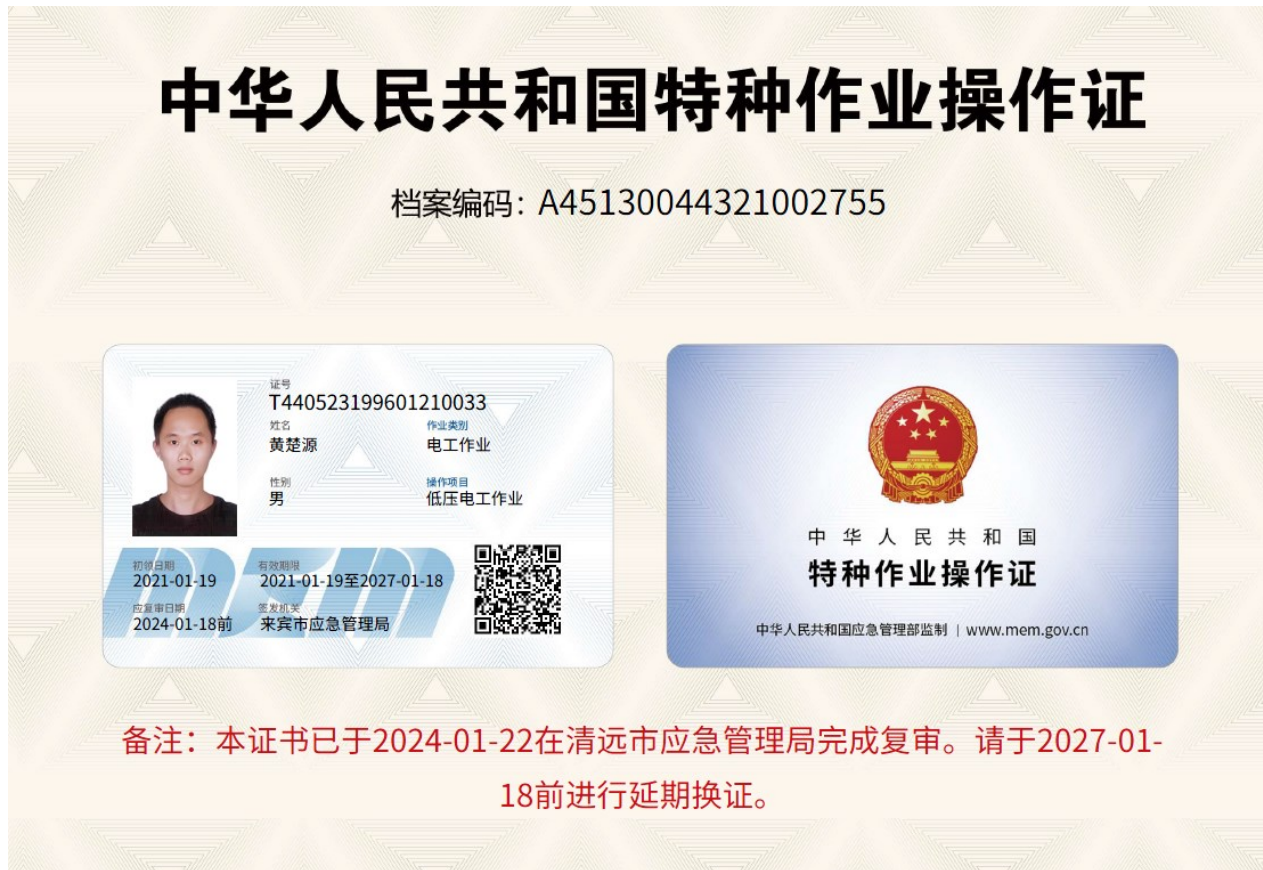 中华人民共和国特种作业操作证
档案编码：A45130044321002755
证号
T440523199601210033
姓名
黄楚源
作业类别
电工作业
性别
男
操作项目
低压电工作业
初领日期
2021-01-19
有效期限
2021-01-19至2027-01-18
应复审日期
2024-01-18前
签发机关
来宾市应急管理局
MEM
中华人民共和国
特种作业操作证
中华人民共和国应急管理部监制 | www.mem.gov.cn
备注：本证书已于2024-01-22在清远市应急管理局完成复审。请于2027-01-
18前进行延期换证。